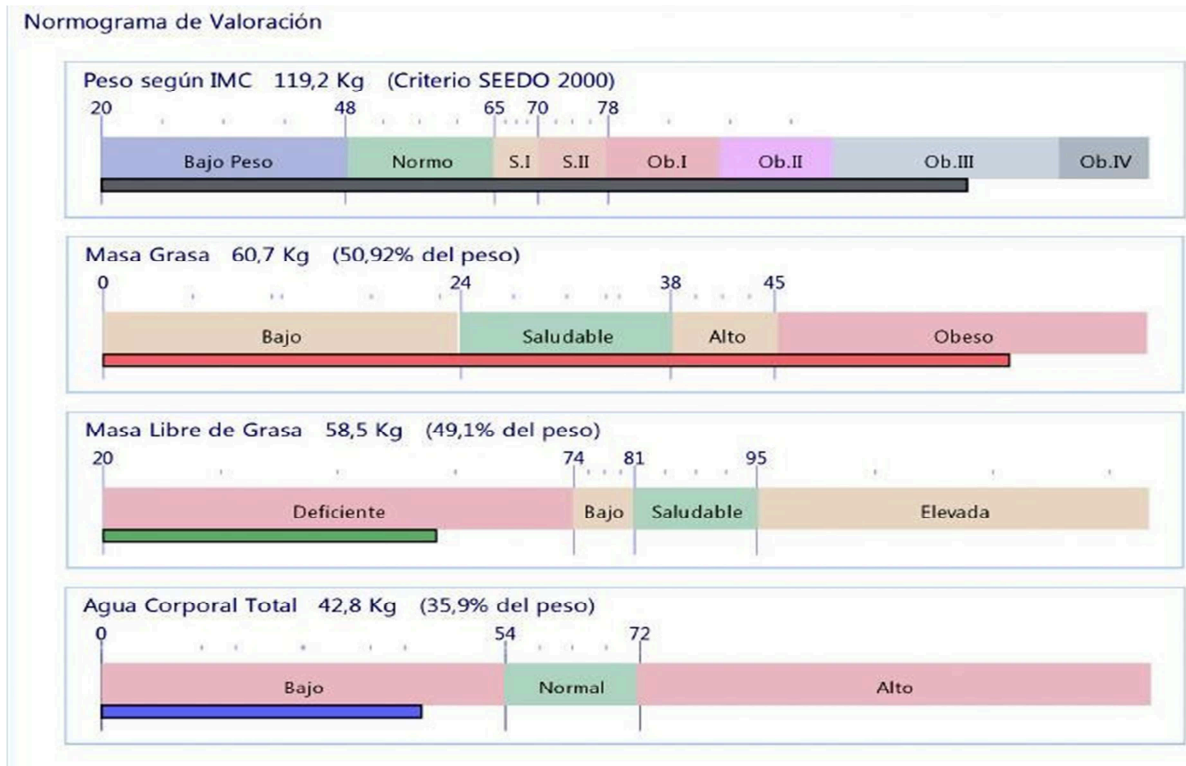 Normograma de Valoración
Peso según IMC 119,2 Kg (Criterio SEEDO 2000)
20 48 65 70 78
Bajo Peso Normo S.I S.II Ob.I Ob.II Ob.III Ob.IV
Masa Grasa 60,7 Kg (50,92% del peso)
0 24 38 45
Bajo Saludable Alto Obeso
Masa Libre de Grasa 58,5 Kg (49,1% del peso)
20 74 81 95
Deficiente Bajo Saludable Elevada
Agua Corporal Total 42,8 Kg (35,9% del peso)
0 54 72
Bajo Normal Alto